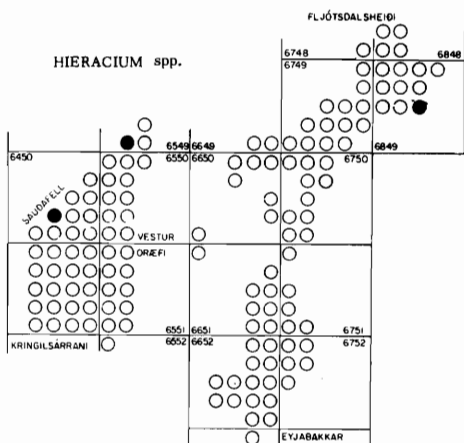 FLJÓTSDALSHEIÐI
HIERACIUM spp.
6748 6848
6749
6450 6549 6649 6849
6550 6650 6750
SAUÐAFELL
VESTUR
ÖRÆFI
6551 6651 6751
KRINGILSÁRRANI 6552 6652 6752
EYJABAKKAR